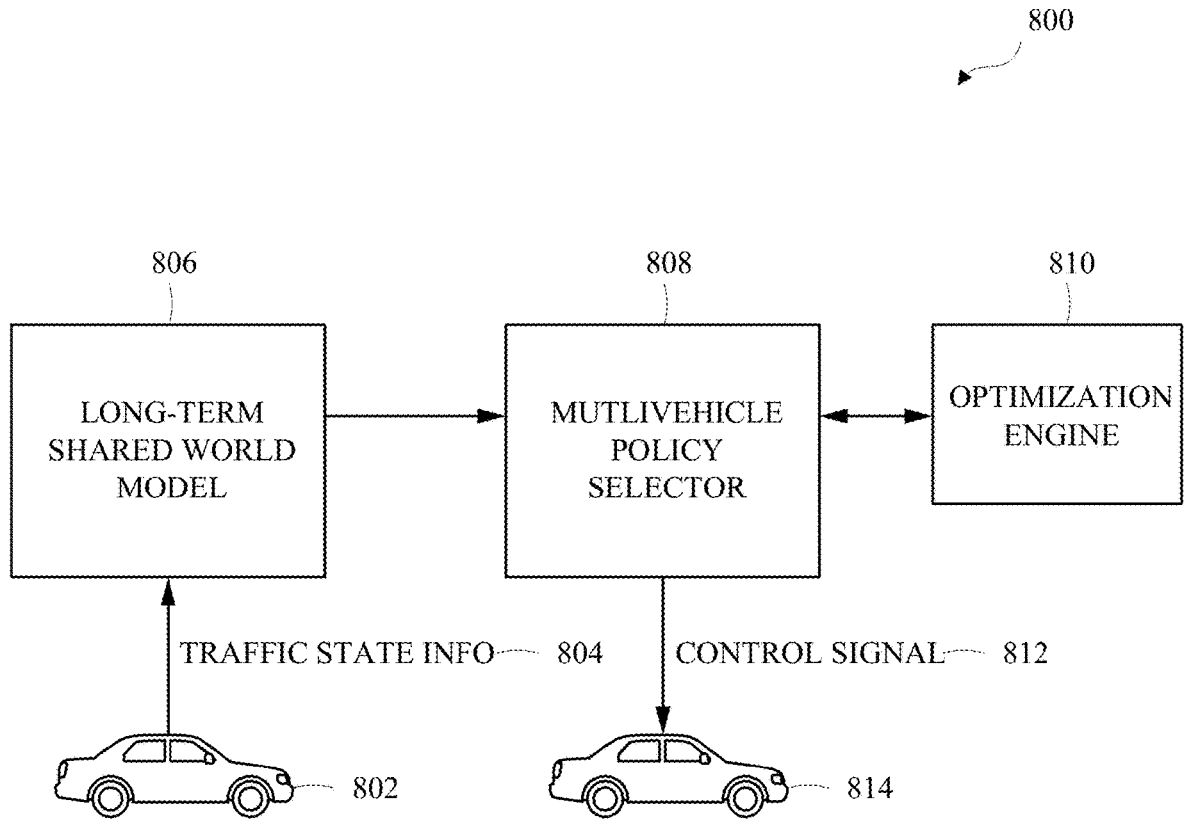 800
806
808
810
LONG-TERM
SHARED WORLD
MODEL
MUTLIVEHICLE
POLICY
SELECTOR
OPTIMIZATION
ENGINE
TRAFFIC STATE INFO 804
CONTROL SIGNAL 812
802
814